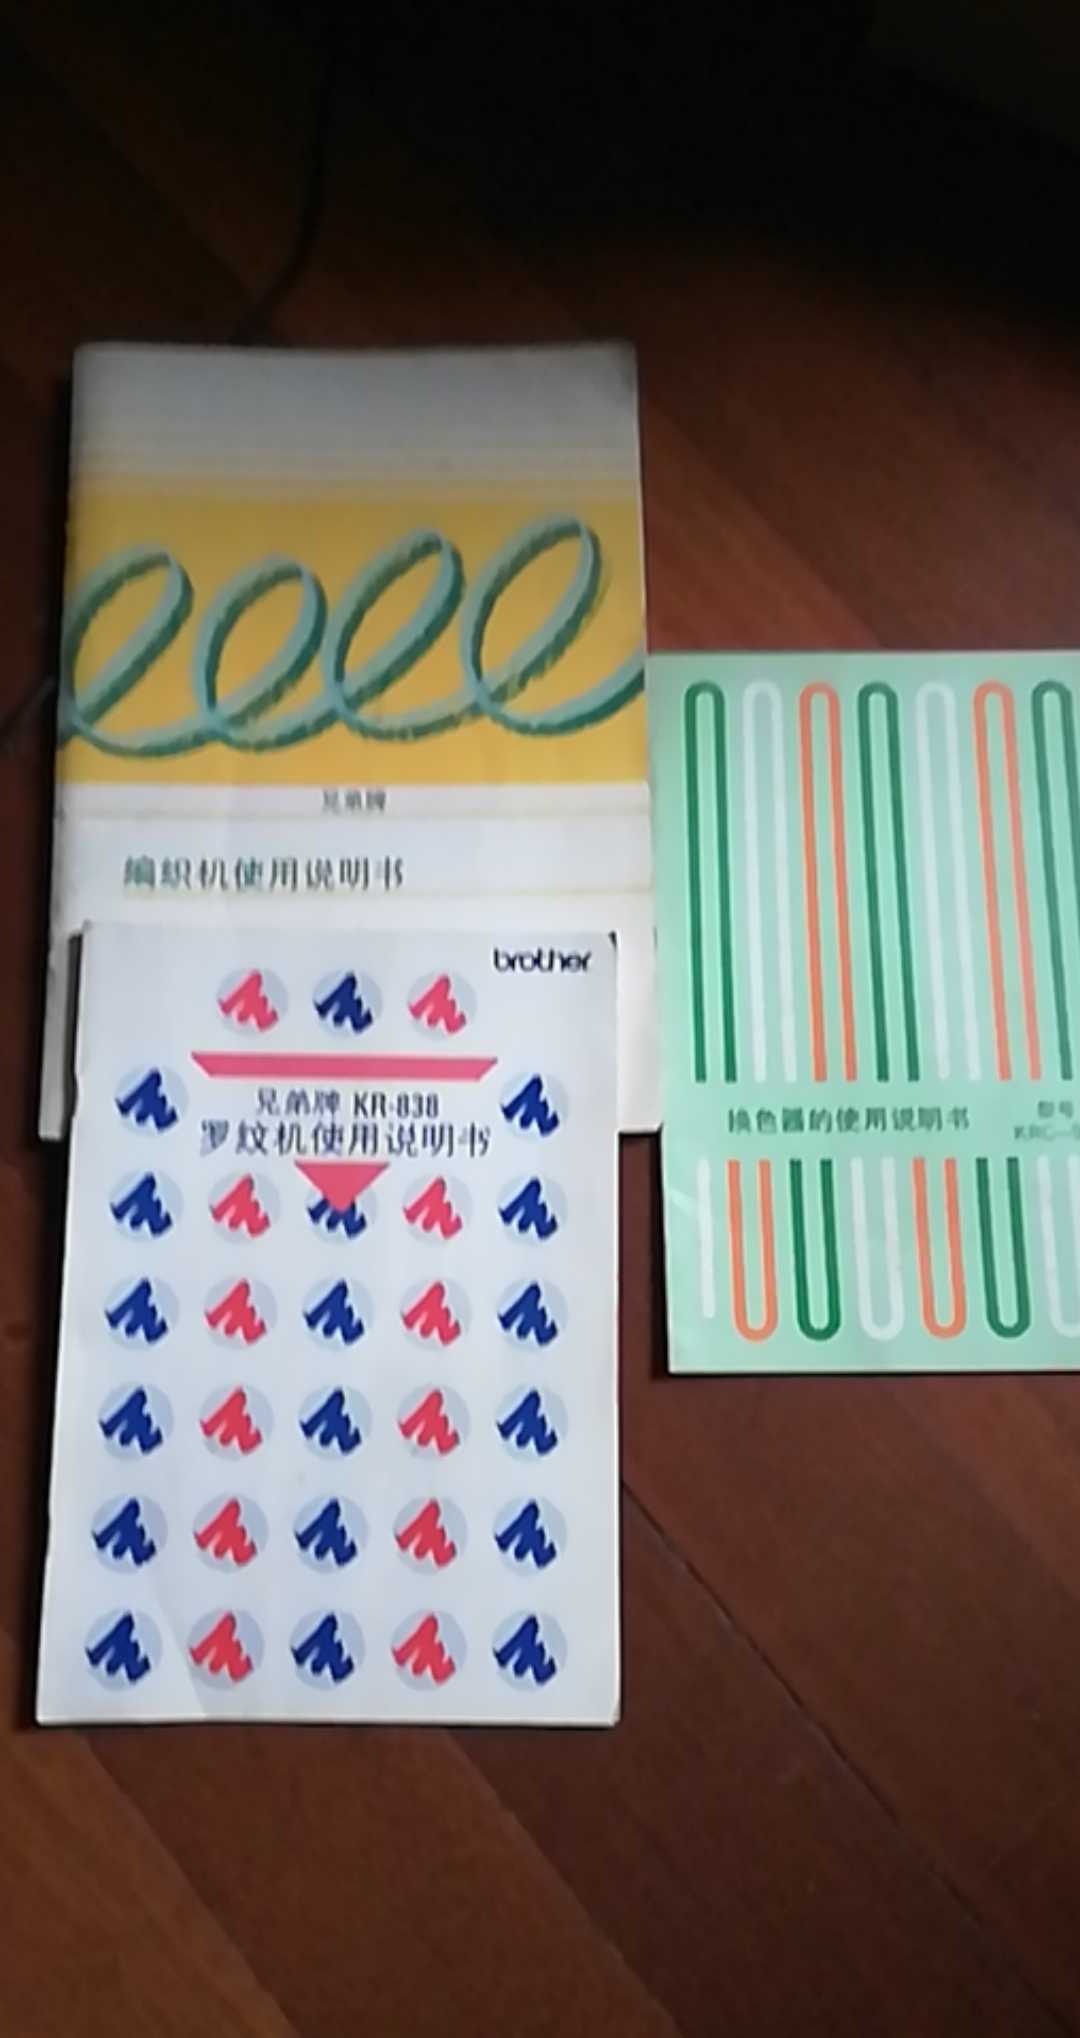 兄弟牌
编织机使用说明书
brother
兄弟牌 KR-838
罗纹机使用说明书
换色器的使用说明书
型号